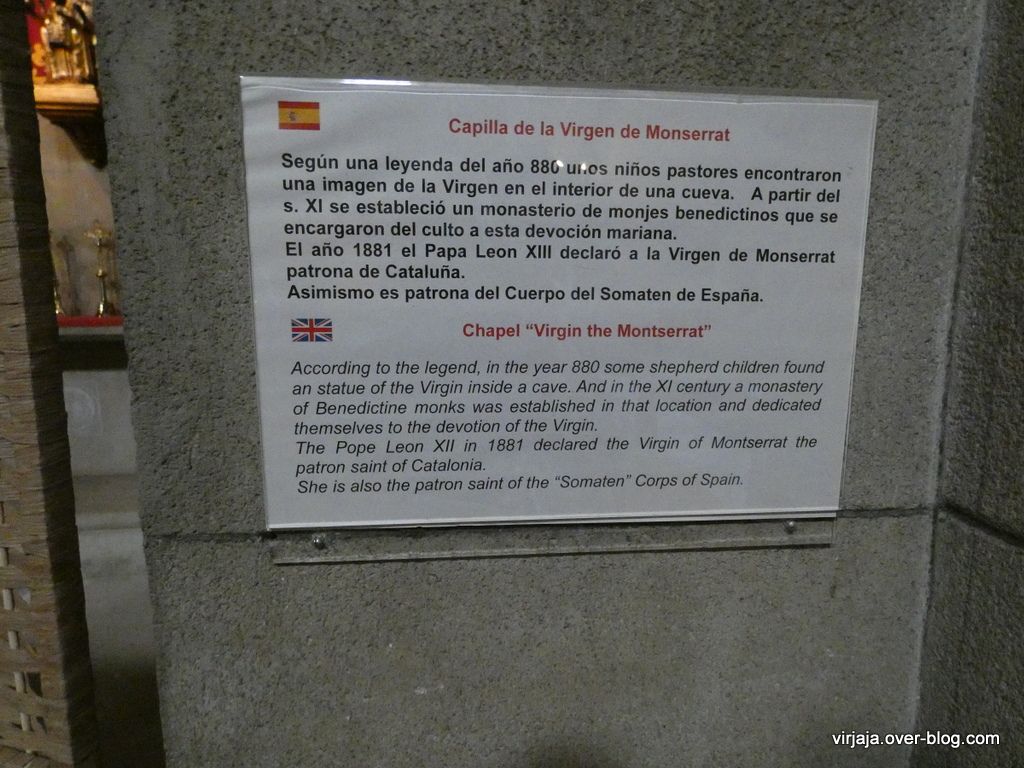 Capilla de la Virgen de Monserrat
Según una leyenda del año 880 unos niños pastores encontraron
una imagen de la Virgen en el interior de una cueva. A partir del
s. XI se estableció un monasterio de monjes benedictinos que se
encargaron del culto a esta devoción mariana.
El año 1881 el Papa Leon XIII declaró a la Virgen de Monserrat
patrona de Cataluña.
Asimismo es patrona del Cuerpo del Somaten de España.
Chapel “Virgin the Montserrat”
According to the legend, in the year 880 some shepherd children found
an statue of the Virgin inside a cave. And in the XI century a monastery
of Benedictine monks was established in that location and dedicated
themselves to the devotion of the Virgin.
The Pope Leon XII in 1881 declared the Virgin of Montserrat the
patron saint of Catalonia.
She is also the patron saint of the “Somaten” Corps of Spain.
virjaja.over-blog.com